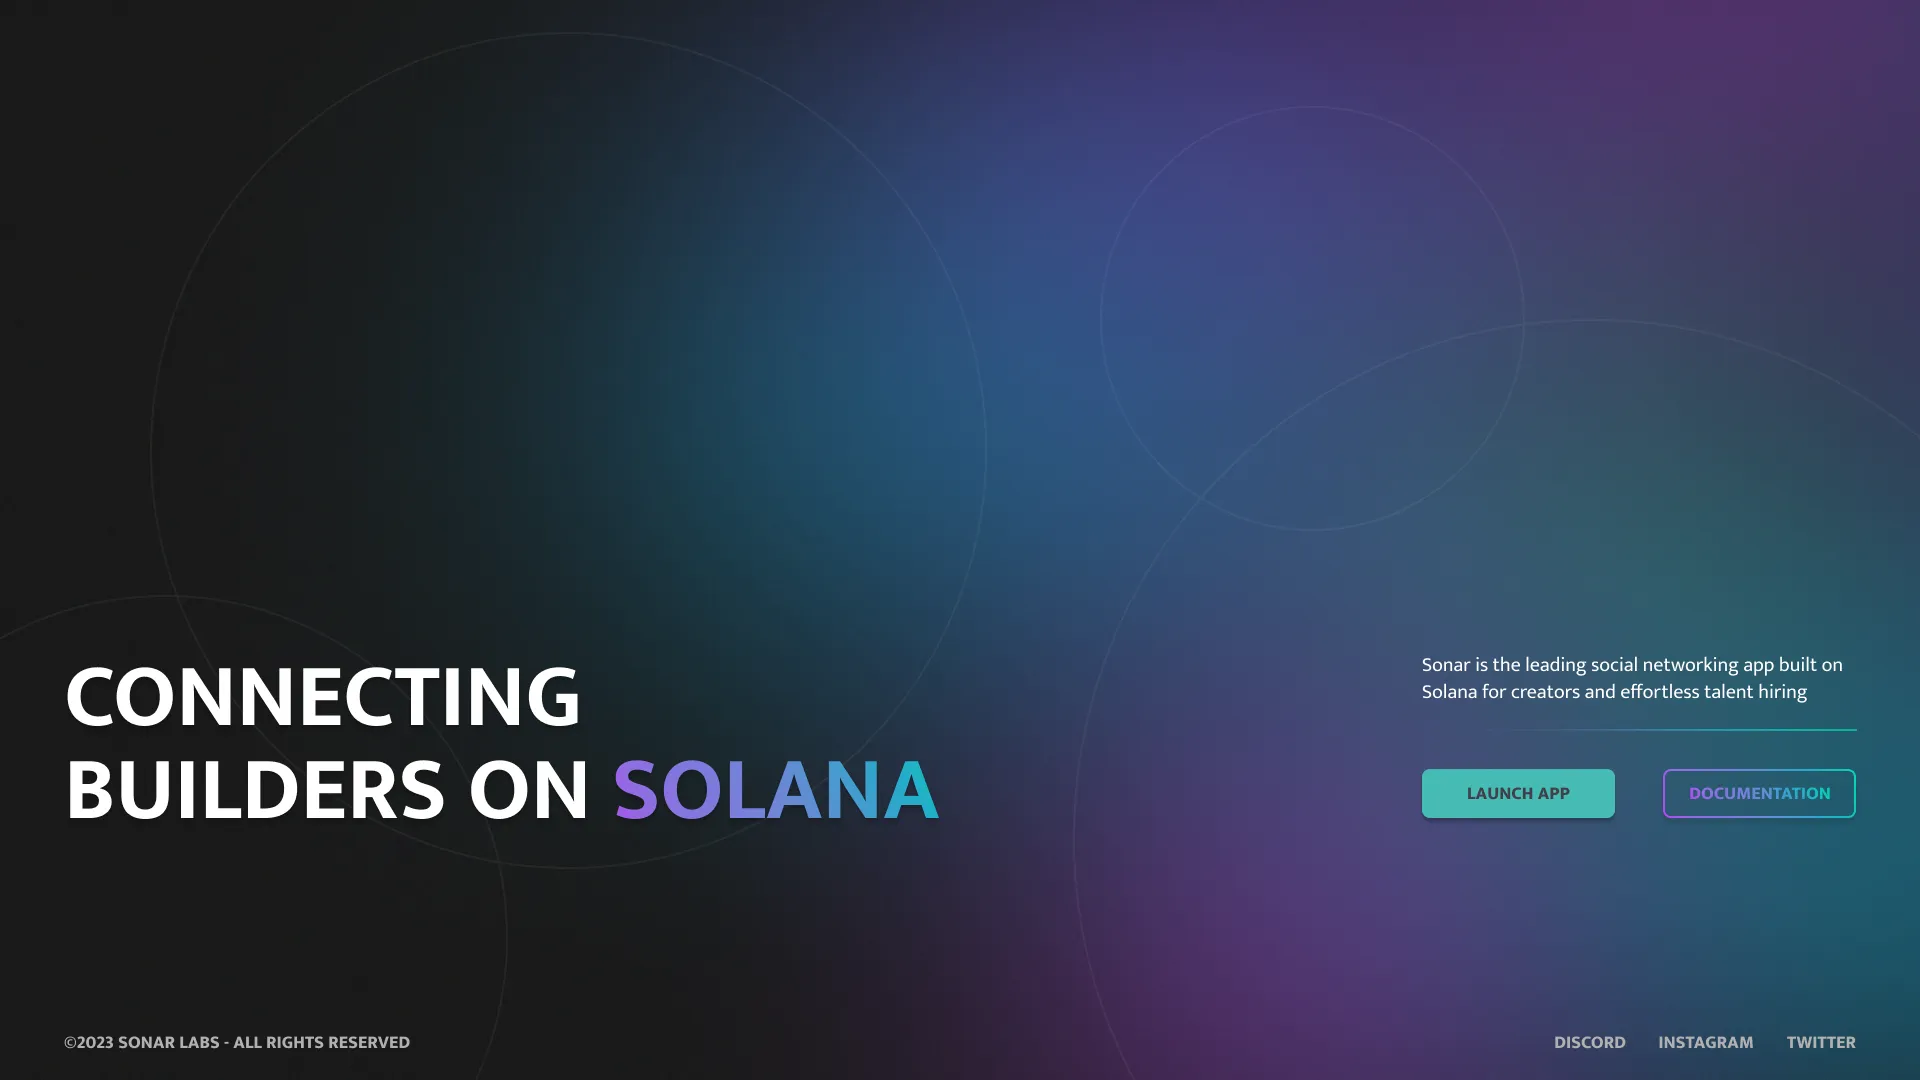 CONNECTING
BUILDERS ON SOLANA
Sonar is the leading social networking app built on
Solana for creators and effortless talent hiring
LAUNCH APP
DOCUMENTATION
©2023 SONAR LABS - ALL RIGHTS RESERVED
DISCORD
INSTAGRAM
TWITTER